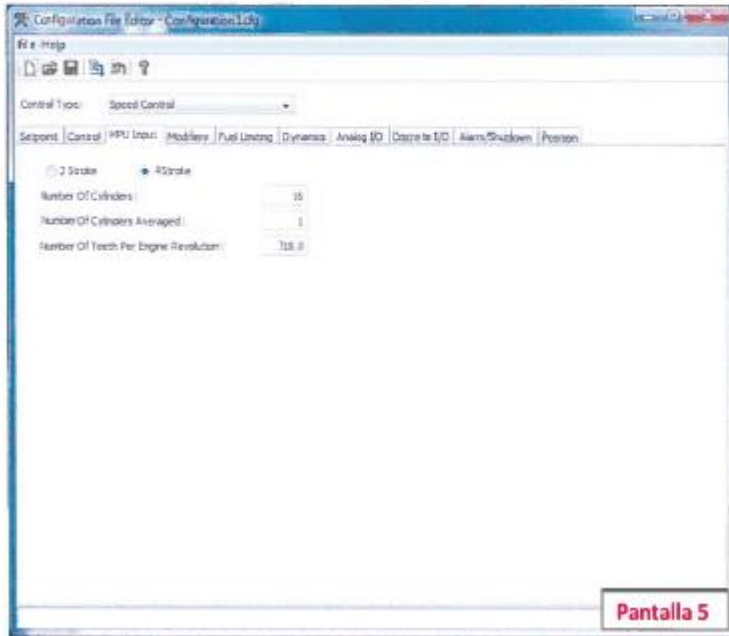 Configuration File Editor - Configuration1.cfg
File Help
Control Type: Speed Control
Setpoint Control MPU Input Modifiers Fuel Limiting Dynamics Analog I/O Discrete I/O Alarm/Shutdown Position
2 Stroke 4 Stroke
Number Of Cylinders: 16
Number Of Cylinders Averaged: 1
Number Of Teeth Per Engine Revolution:
Pantalla 5